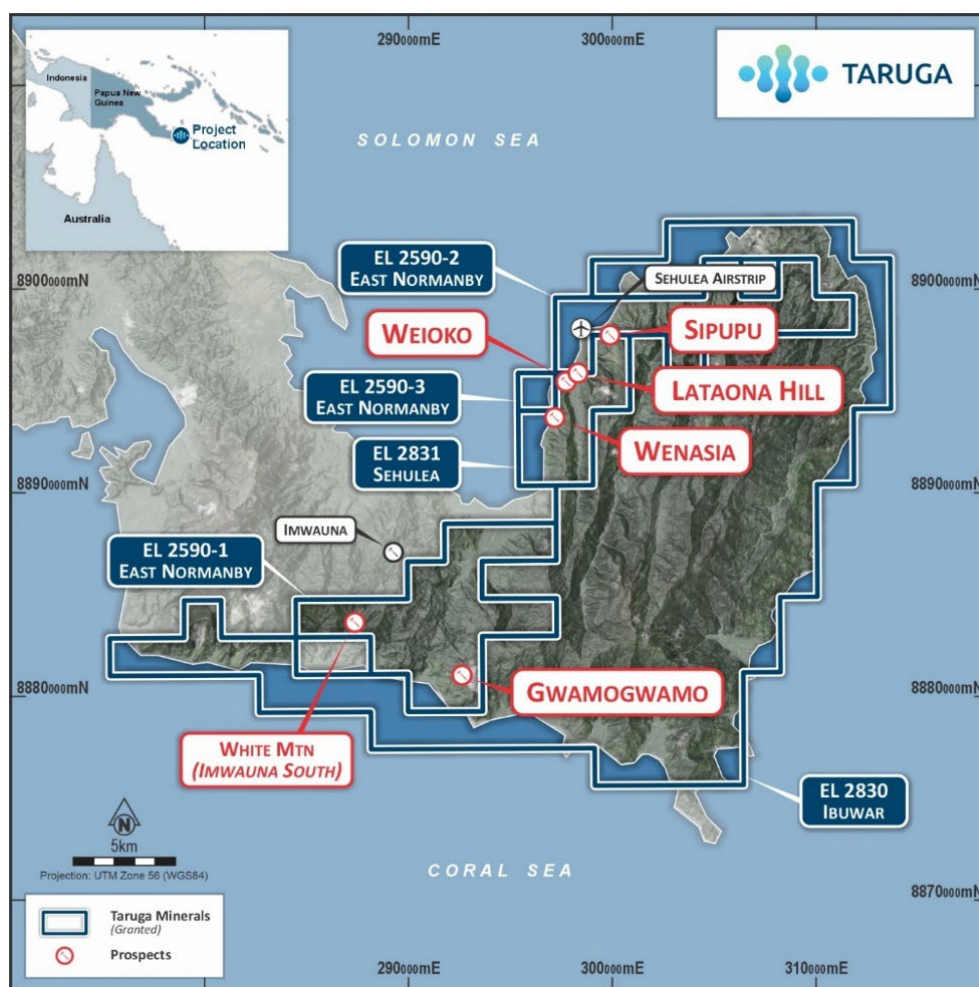 290000mE
300000mE
310000mE
Indonesia
Papua New
Guinea
Project
Location
Australia
TARUGA
SOLOMON SEA
8900000mN
8900000mN
EL 2590-2
EAST NORMANBY
SEHULEA AIRSTRIP
WEIOKO
SIPUPU
EL 2590-3
EAST NORMANBY
LATAONA HILL
EL 2831
SEHULEA
WENASIA
8890000mN
8890000mN
IMWAUNA
EL 2590-1
EAST NORMANBY
8880000mN
8880000mN
GWAMOGWAMO
WHITE MTN
(IMWAUNA SOUTH)
EL 2830
IBUWAR
N
5km
Projection: UTM Zone 56 (WGS84)
CORAL SEA
8870000mN
Taruga Minerals
(Granted)
Prospects
290000mE
300000mE
310000mE